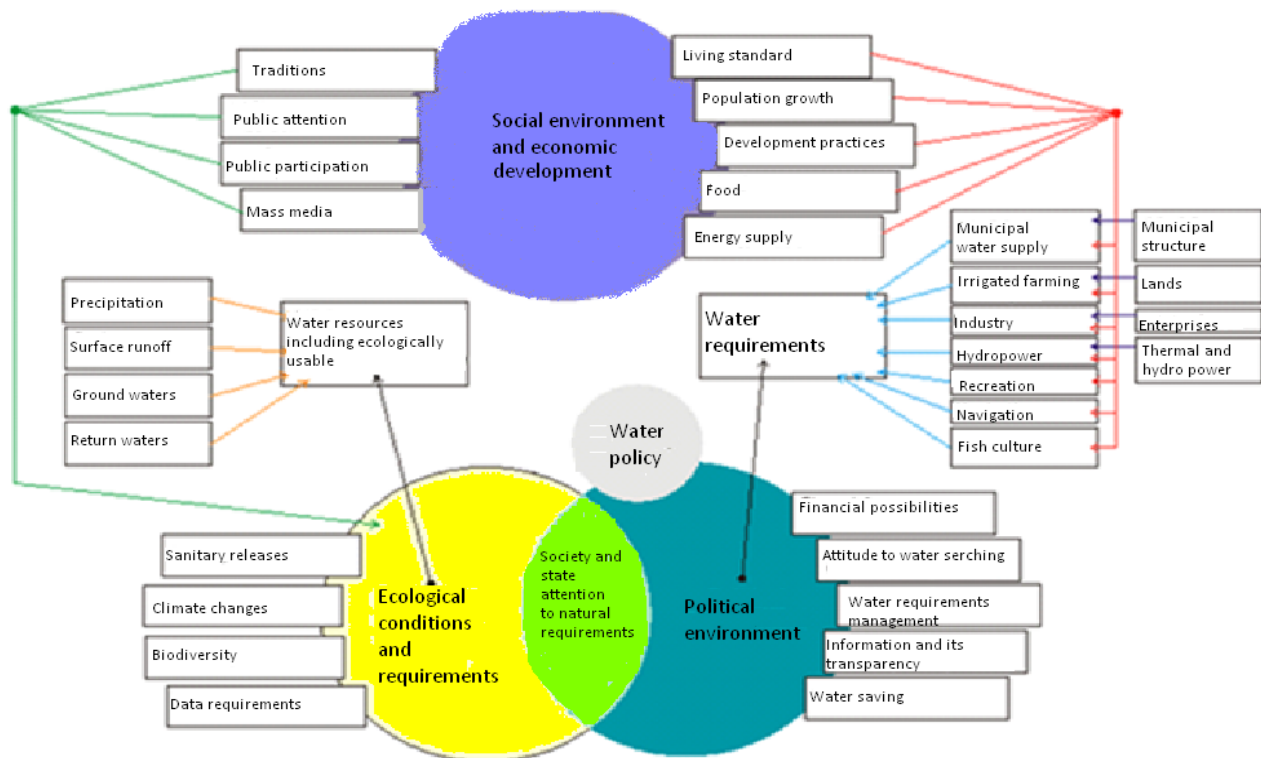 Traditions
Public attention
Public participation
Mass media
Social environment
and economic
development
Living standard
Population growth
Development practices
Food
Energy supply
Municipal
water supply
Irrigated farming
Industry
Hydropower
Recreation
Navigation
Fish culture
Municipal
structure
Lands
Enterprises
Thermal and
hydro power
Precipitation
Surface runoff
Ground waters
Return waters
Water resources
including ecologically
usable
Water
requirements
Water
policy
Sanitary releases
Climate changes
Biodiversity
Data requirements
Ecological
conditions
and
requirements
Society and
state
attention
to natural
requirements
Political
environment
Financial possibilities
Attitude to water serching
Water requirements
management
Information and its
transparency
Water saving